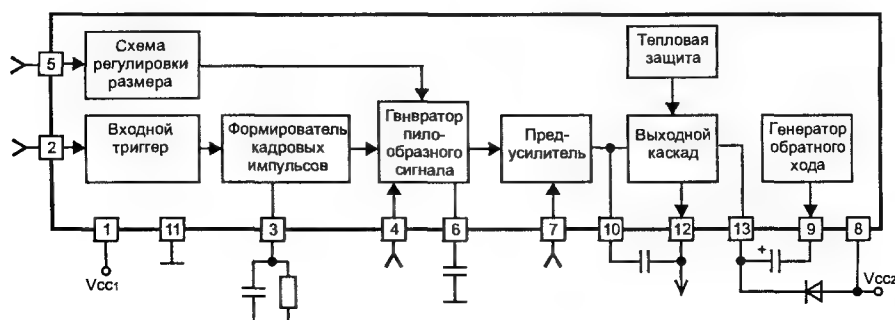 5
Схема
регулировки
размера
Тепловая
защита
2
Входной
триггер
Формирователь
кадровых
импульсов
Генератор
пило-
образного
сигнала
Пред-
усилитель
Выходной
каскад
Генератор
обратного
хода
1
11
3
4
6
7
10
12
13
9
8
Vcc1
+
Vcc2